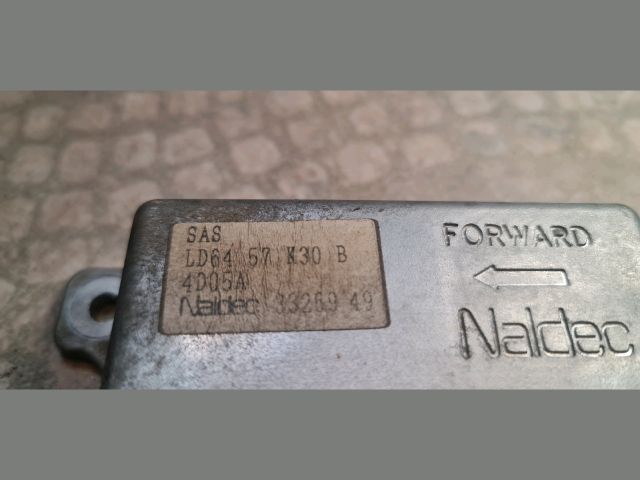 SAS
LD64 57 K30 B
4D05A
Naldec 33269 49
FORWARD
Naldec